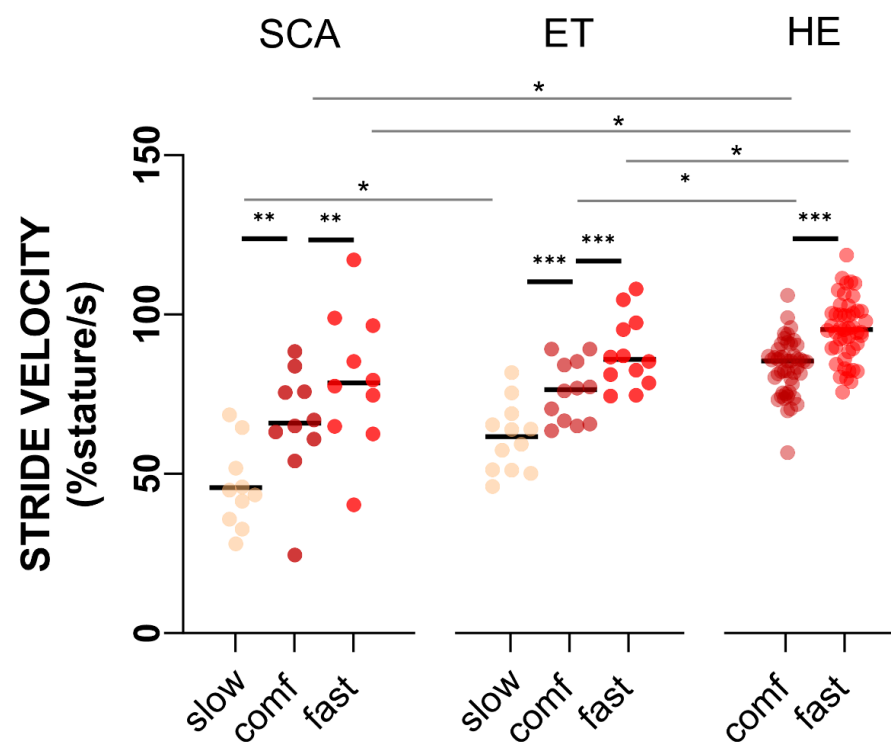 SCA ET HE
*
*
*
*
*
** ** *** *** ***
STRIDE VELOCITY
(%stature/s)
150
100
50
0
slow comf fast slow comf fast comf fast